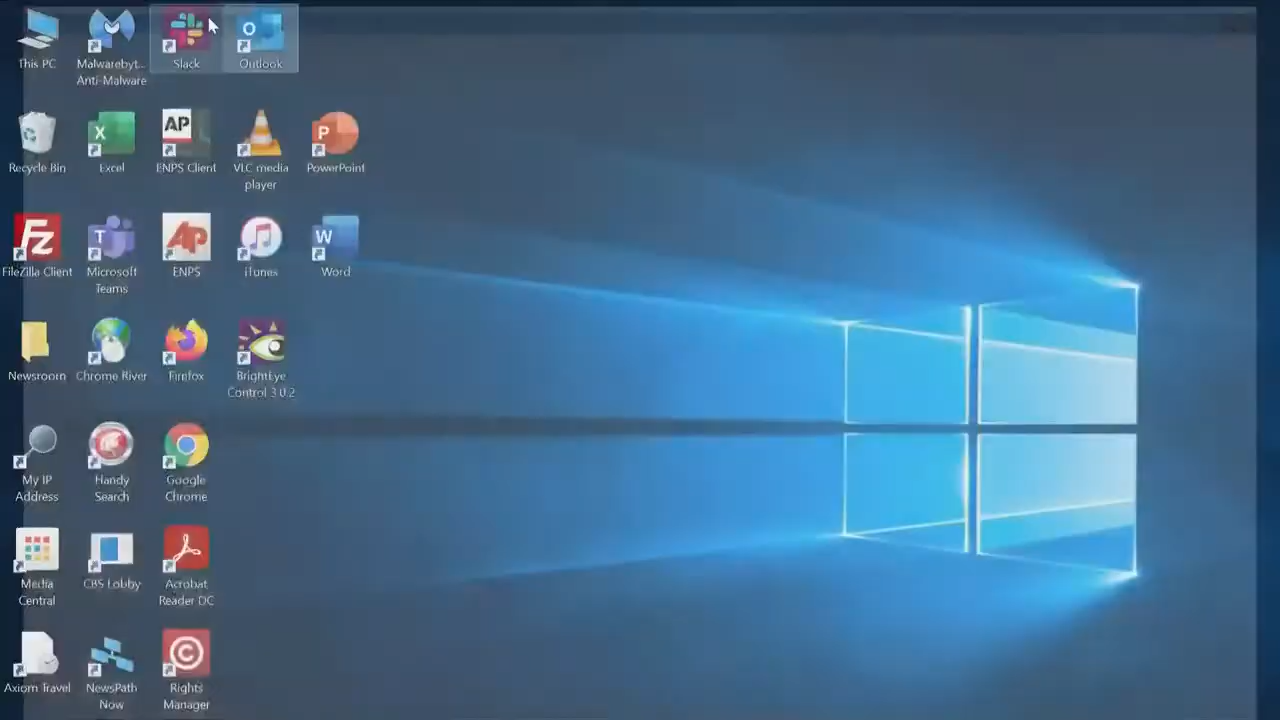 This PC
Malwarebyt...
Anti-Malware
Slack
Outlook
Recycle Bin
Excel
AP
ENPS Client
VLC media
player
PowerPoint
FileZilla Client
Microsoft
Teams
AP
ENPS
iTunes
Word
Newsroom
Chrome River
Firefox
BrightEye
Control 3.0.2
My IP
Address
Handy
Search
Google
Chrome
Media
Central
CBS Lobby
Acrobat
Reader DC
Axiom Travel
NewsPath
Now
Rights
Manager